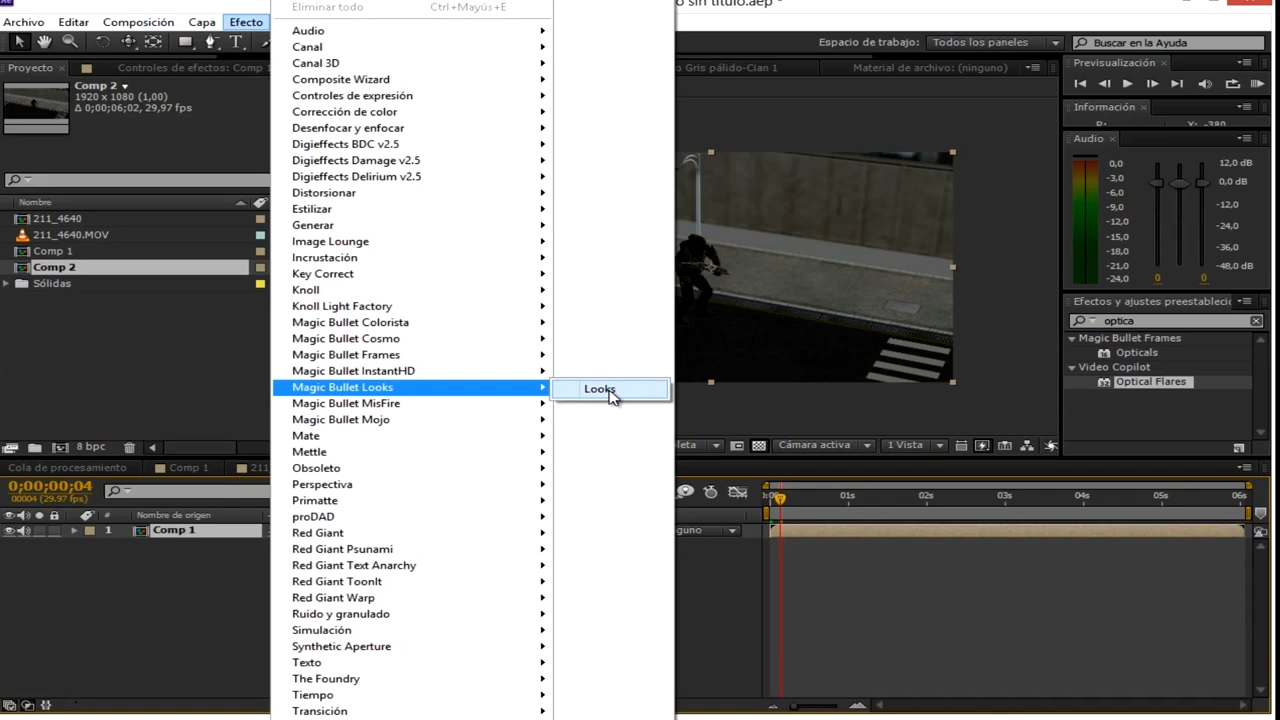 o sin título.aep *
Archivo Editar Composición Capa Efecto
Espacio de trabajo: Todos los paneles Buscar en la Ayuda
Proyecto Controles de efectos: Comp 1
Comp 2
1920 x 1080 (1,00)
Δ 0;00;06;02, 29,97 fps
Nombre
211_4640
211_4640.MOV
Comp 1
Comp 2
Sólidas
8 bpc
Eliminar todo Ctrl+Mayús+E
Audio
Canal
Canal 3D
Composite Wizard
Controles de expresión
Corrección de color
Desenfocar y enfocar
Digieffects BDC v2.5
Digieffects Damage v2.5
Digieffects Delirium v2.5
Distorsionar
Estilizar
Generar
Image Lounge
Incrustación
Key Correct
Knoll
Knoll Light Factory
Magic Bullet Colorista
Magic Bullet Cosmo
Magic Bullet Frames
Magic Bullet InstantHD
Magic Bullet Looks
Magic Bullet MisFire
Magic Bullet Mojo
Mate
Mettle
Obsoleto
Perspectiva
Primatte
proDAD
Red Giant
Red Giant Psunami
Red Giant Text Anarchy
Red Giant ToonIt
Red Giant Warp
Ruido y granulado
Simulación
Synthetic Aperture
Texto
The Foundry
Tiempo
Transición
Looks
o Gris pálido-Cian 1 Material de archivo: (ninguno)
leta Cámara activa 1 Vista
Previsualización
Información
Y: -380
Audio
0,0
-3,0
-6,0
-9,0
-12,0
-15,0
-18,0
-21,0
-24,0
12,0 dB
0,0 dB
-12,0
-24,0
-36,0
-48,0 dB
0 0
Efectos y ajustes preestablecic
optica
Magic Bullet Frames
Opticals
Video Copilot
Optical Flares
Cola de procesamiento Comp 1 211
0;00;00;04
00004 (29.97 fps)
# Nombre de origen
1 Comp 1
guno
01s 02s 03s 04s 05s 06s